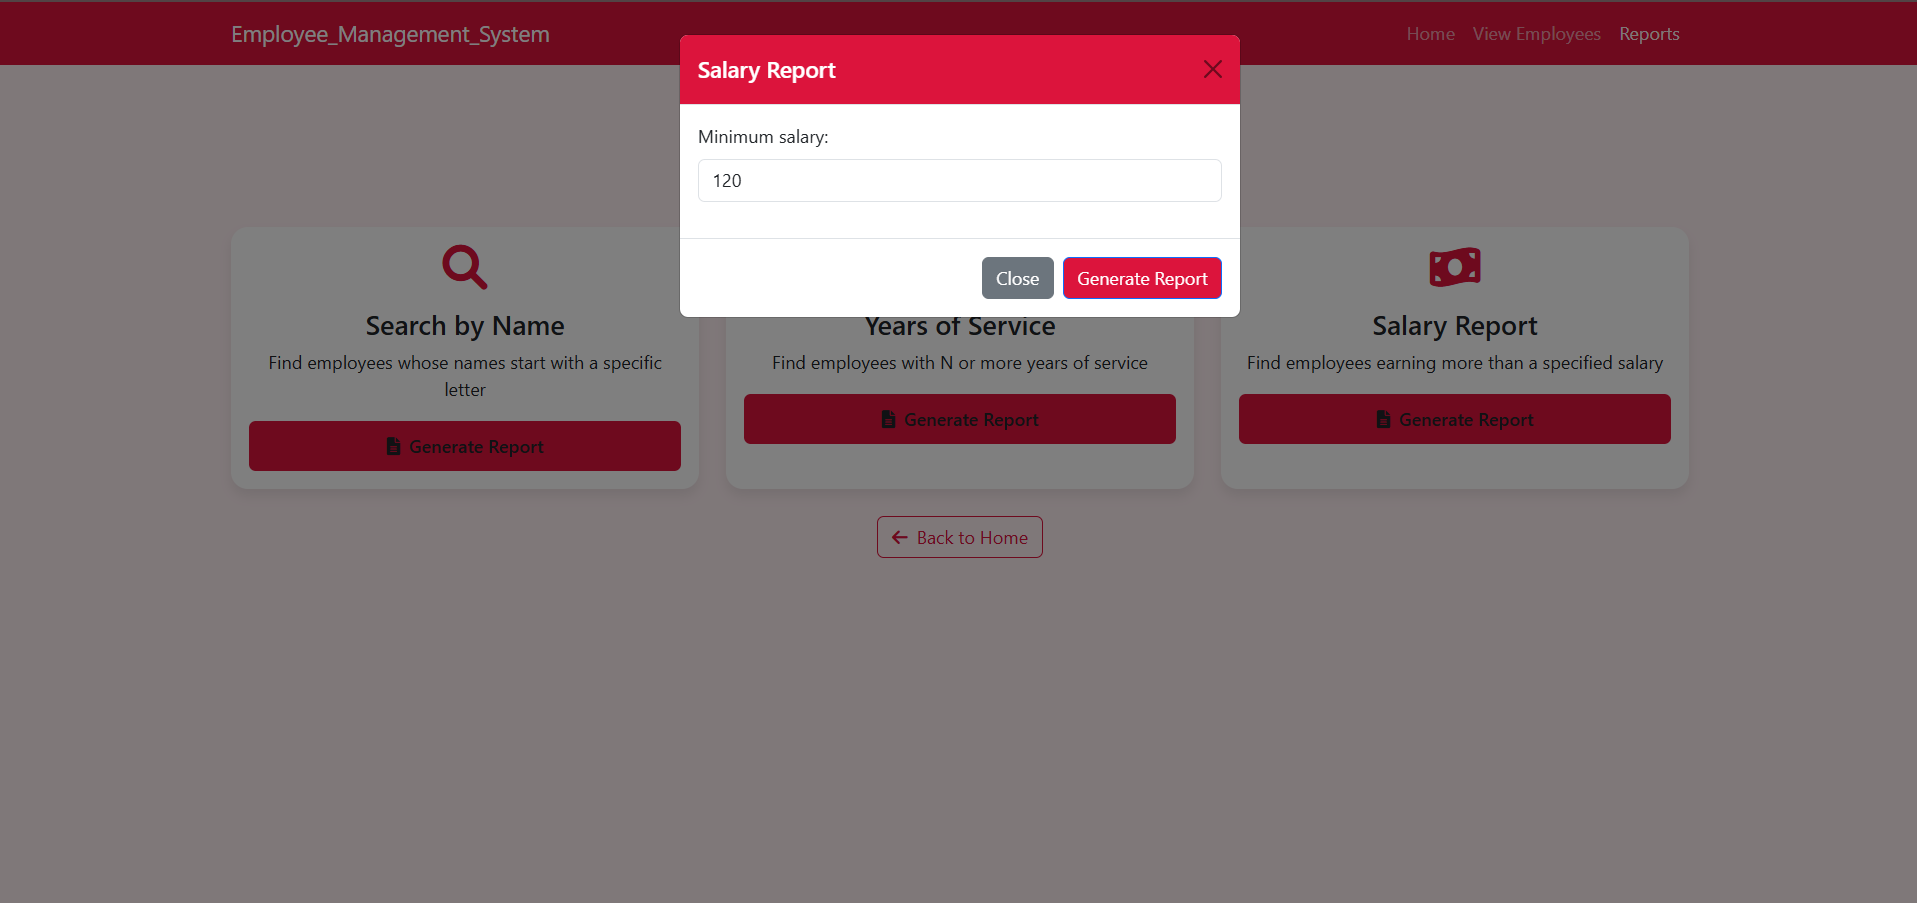 Employee_Management_System
Home View Employees Reports
Salary Report
Minimum salary:
120
Close Generate Report
Search by Name
Find employees whose names start with a specific
letter
Generate Report
Years of Service
Find employees with N or more years of service
Generate Report
Salary Report
Find employees earning more than a specified salary
Generate Report
Back to Home